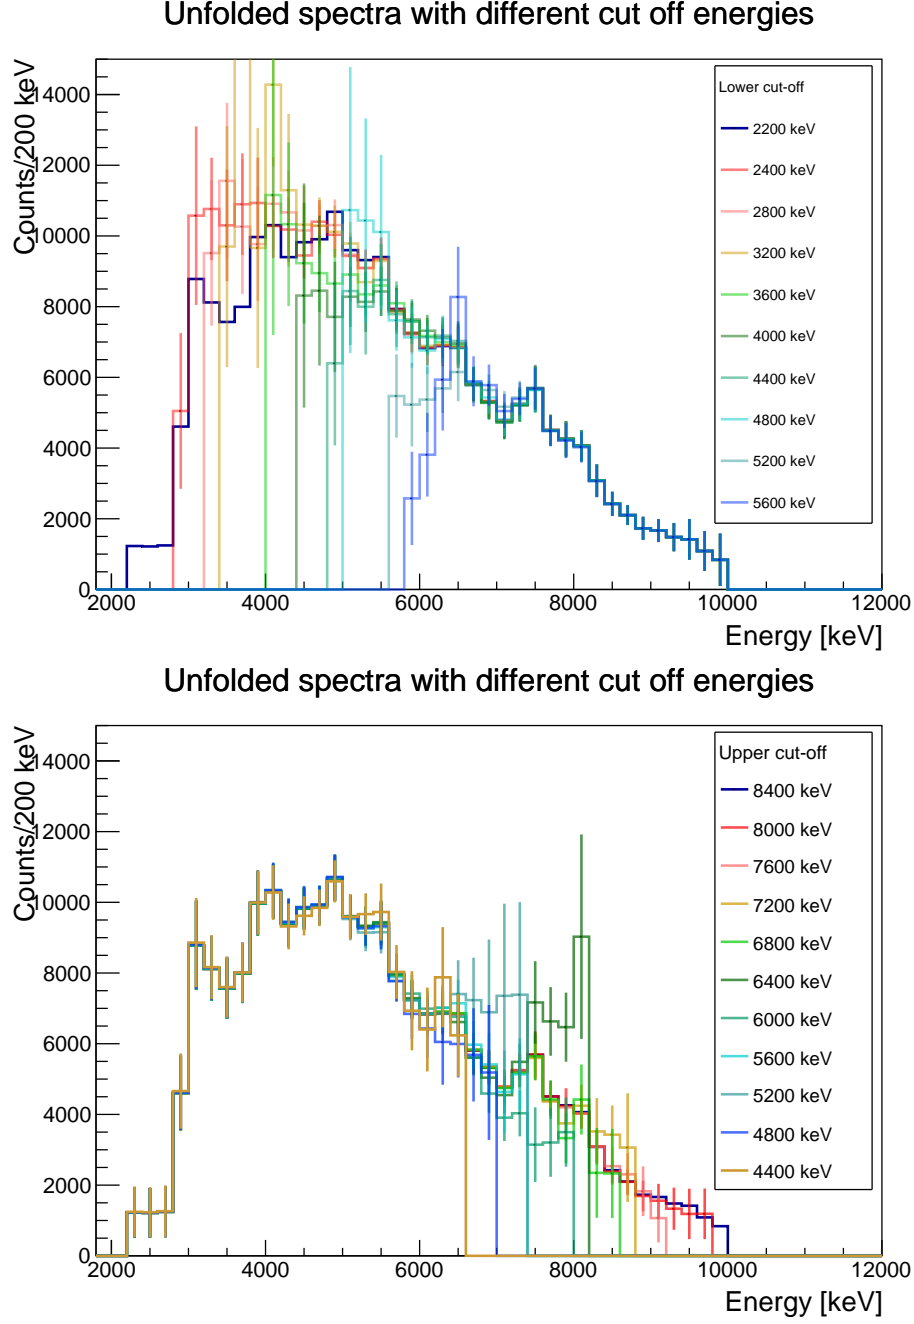 Unfolded spectra with different cut off energies
Counts/200 keV
14000
12000
10000
8000
6000
4000
2000
0
Lower cut-off
2200 keV
2400 keV
2800 keV
3200 keV
3600 keV
4000 keV
4400 keV
4800 keV
5200 keV
5600 keV
2000 4000 6000 8000 10000 12000
Energy [keV]
Unfolded spectra with different cut off energies
Counts/200 keV
14000
12000
10000
8000
6000
4000
2000
0
Upper cut-off
8400 keV
8000 keV
7600 keV
7200 keV
6800 keV
6400 keV
6000 keV
5600 keV
5200 keV
4800 keV
4400 keV
2000 4000 6000 8000 10000 12000
Energy [keV]